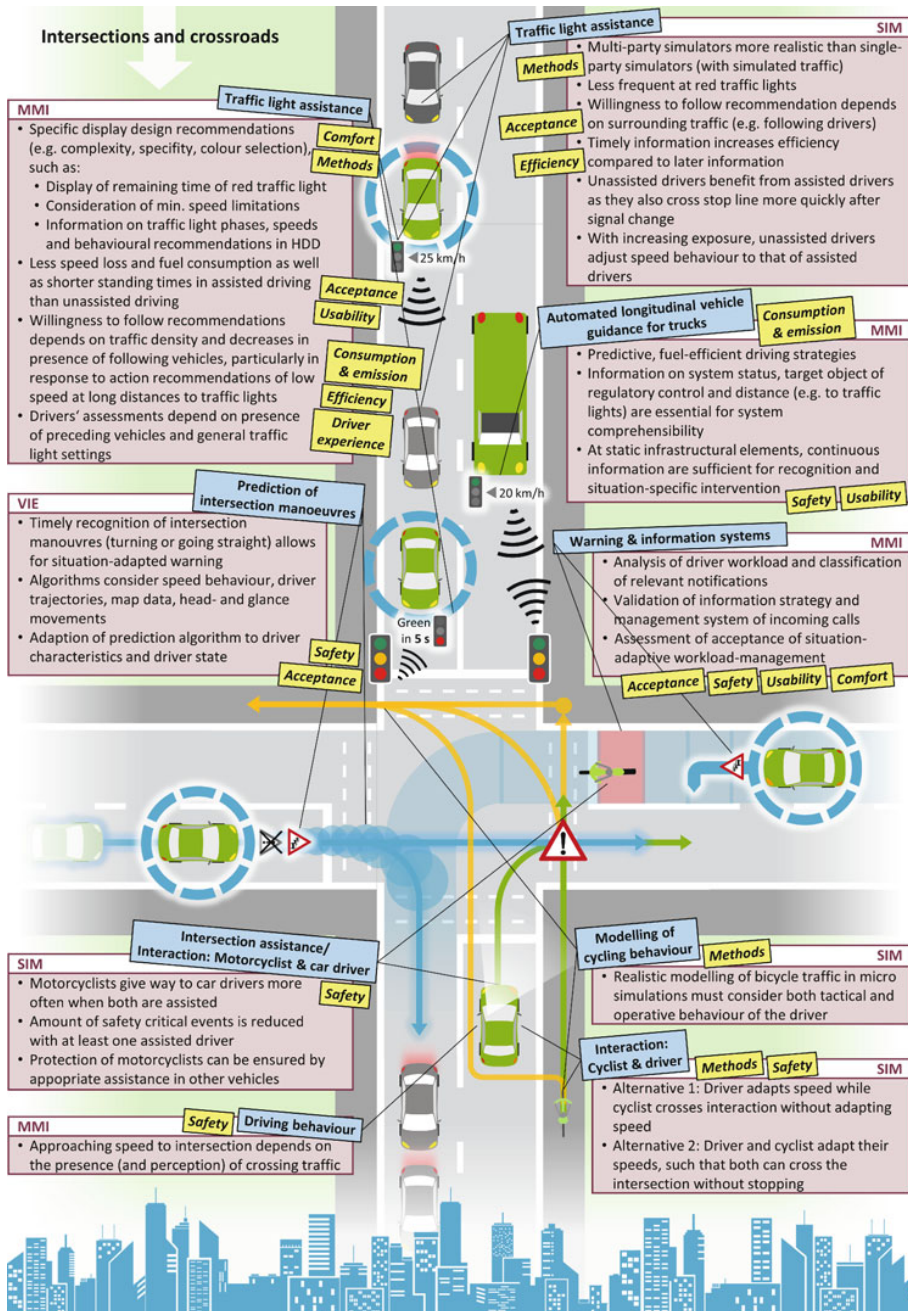 Intersections and crossroads
Traffic light assistance
SIM
• Multi-party simulators more realistic than single-
party simulators (with simulated traffic)
Methods
• Less frequent at red traffic lights
• Willingness to follow recommendation depends
on surrounding traffic (e.g. following drivers)
Acceptance
• Timely information increases efficiency
compared to later information
Efficiency
• Unassisted drivers benefit from assisted drivers
as they also cross stop line more quickly after
signal change
• With increasing exposure, unassisted drivers
adjust speed behaviour to that of assisted
drivers
MMI
Traffic light assistance
• Specific display design recommendations
(e.g. complexity, specifity, colour selection),
such as:
• Display of remaining time of red traffic light
• Consideration of min. speed limitations
• Information on traffic light phases, speeds
and behavioural recommendations in HDD
• Less speed loss and fuel consumption as well
as shorter standing times in assisted driving
than unassisted driving
• Willingness to follow recommendations
depends on traffic density and decreases in
presence of following vehicles, particularly in
response to action recommendations of low
speed at long distances to traffic lights
• Drivers‘ assessments depend on presence
of preceding vehicles and general traffic
light settings
Comfort
Methods
25 km/h
Acceptance
Usability
Consumption
& emission
Efficiency
Driver
experience
Automated longitudinal vehicle
guidance for trucks
Consumption
& emission
MMI
• Predictive, fuel-efficient driving strategies
• Information on system status, target object of
regulatory control and distance (e.g. to traffic
lights) are essential for system
comprehensibility
• At static infrastructural elements, continuous
information are sufficient for recognition and
situation-specific intervention
Safety
Usability
20 km/h
Prediction of
intersection manoeuvres
VIE
• Timely recognition of intersection
manouvres (turning or going straight) allows
for situation-adapted warning
• Algorithms consider speed behaviour, driver
trajectories, map data, head- and glance
movements
• Adaption of prediction algorithm to driver
characteristics and driver state
Safety
Acceptance
Green
in 5 s
Warning & information systems
MMI
• Analysis of driver workload and classification
of relevant notifications
• Validation of information strategy and
management system of incoming calls
• Assessment of acceptance of situation-
adaptive workload-management
Acceptance
Safety
Usability
Comfort
!
Intersection assistance/
Interaction: Motorcyclist & car driver
SIM
• Motorcyclists give way to car drivers more
often when both are assisted
Safety
• Amount of safety critical events is reduced
with at least one assisted driver
• Protection of motorcyclists can be ensured by
appopriate assistance in other vehicles
Safety
Driving behaviour
MMI
• Approaching speed to intersection depends on
the presence (and perception) of crossing traffic
Modelling of
cycling behaviour
Methods
SIM
• Realistic modelling of bicycle traffic in micro
simulations must consider both tactical and
operative behaviour of the driver
Interaction:
Cyclist & driver
Methods
Safety
SIM
• Alternative 1: Driver adapts speed while
cyclist crosses interaction without adapting
speed
• Alternative 2: Driver and cyclist adapt their
speeds, such that both can cross the
intersection without stopping